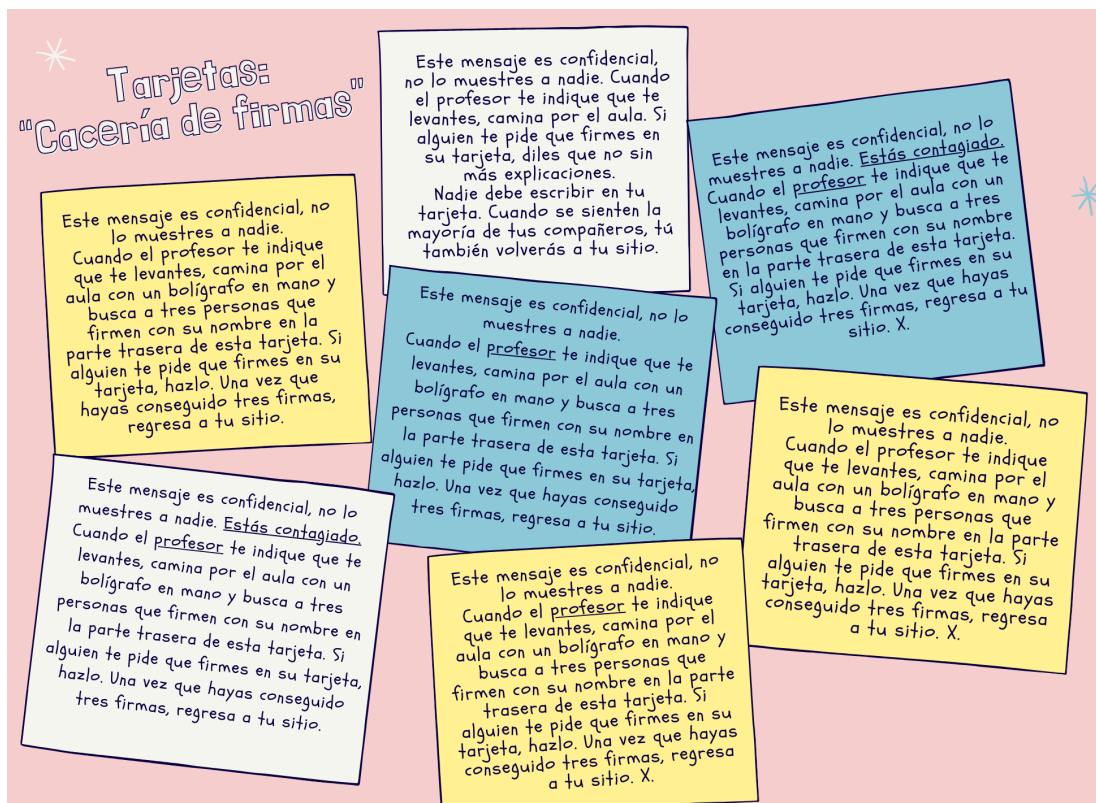 Tarjetas:
"Cacería de firmas"
Este mensaje es confidencial,
no lo muestres a nadie. Cuando
el profesor te indique que te
levantes, camina por el aula. Si
alguien te pide que firmes en
su tarjeta, diles que no sin
más explicaciones.
Nadie debe escribir en tu
tarjeta. Cuando se sienten la
mayoría de tus compañeros, tú
también volverás a tu sitio.
Este mensaje es confidencial, no lo
muestres a nadie. Estás contagiado.
Cuando el profesor te indique que te
levantes, camina por el aula con un
bolígrafo en mano y busca a tres
personas que firmen con su nombre
en la parte trasera de esta tarjeta.
Si alguien te pide que firmes en su
tarjeta, hazlo. Una vez que hayas
conseguido tres firmas, regresa a tu
sitio. X.
Este mensaje es confidencial, no
lo muestres a nadie.
Cuando el profesor te indique
que te levantes, camina por el
aula con un bolígrafo en mano y
busca a tres personas que
firmen con su nombre en la
parte trasera de esta tarjeta. Si
alguien te pide que firmes en su
tarjeta, hazlo. Una vez que
hayas conseguido tres firmas,
regresa a tu sitio.
Este mensaje es confidencial, no lo
muestres a nadie.
Cuando el profesor te indique que te
levantes, camina por el aula con un
bolígrafo en mano y busca a tres
personas que firmen con su nombre en
la parte trasera de esta tarjeta. Si
alguien te pide que firmes en su tarjeta,
hazlo. Una vez que hayas conseguido
tres firmas, regresa a tu sitio.
Este mensaje es confidencial, no
lo muestres a nadie.
Cuando el profesor te indique
que te levantes, camina por el
aula con un bolígrafo en mano y
busca a tres personas que
firmen con su nombre en la parte
trasera de esta tarjeta. Si
alguien te pide que firmes en su
tarjeta, hazlo. Una vez que hayas
conseguido tres firmas, regresa
a tu sitio. X.
Este mensaje es confidencial, no lo
muestres a nadie. Estás contagiado.
Cuando el profesor te indique que te
levantes, camina por el aula con un
bolígrafo en mano y busca a tres
personas que firmen con su nombre en
la parte trasera de esta tarjeta. Si
alguien te pide que firmes en su tarjeta,
hazlo. Una vez que hayas conseguido
tres firmas, regresa a tu sitio.
Este mensaje es confidencial, no
lo muestres a nadie.
Cuando el profesor te indique
que te levantes, camina por el
aula con un bolígrafo en mano y
busca a tres personas que
firmen con su nombre en la parte
trasera de esta tarjeta. Si
alguien te pide que firmes en su
tarjeta, hazlo. Una vez que hayas
conseguido tres firmas, regresa
a tu sitio. X.